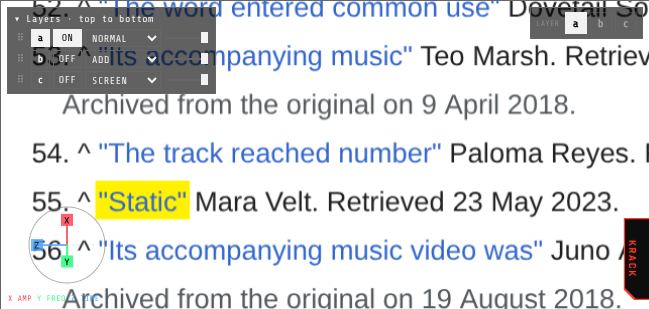 ▾ Layers · top to bottom
a ON NORMAL
b OFF ADD
c OFF SCREEN
LAYER a b c
52. ^ "The word entered common use" Dovetail So
53. ^ "Its accompanying music" Teo Marsh. Retriev
Archived from the original on 9 April 2018.
54. ^ "The track reached number" Paloma Reyes. R
55. ^ "Static" Mara Velt. Retrieved 23 May 2023.
56. ^ "Its accompanying music video was" Juno
X
Z
Y
KRACK
X AMP Y FREQ
Archived from the original on 19 August 2018.